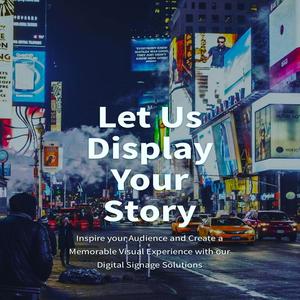 Let Us
Display
Your
Story
Inspire your Audience and Create a
Memorable Visual Experience with our
Digital Signage Solutions